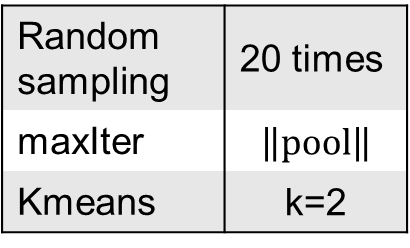 Random
sampling
20 times
maxIter
‖pool‖
Kmeans
k=2